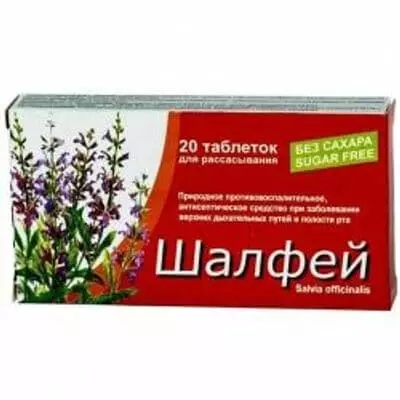 20 таблеток
для рассасывания
БЕЗ САХАРА
SUGAR FREE
Природное противовоспалительное,
антисептическое средство при заболевании
верхних дыхательных путей и полости рта
Шалфей
Salvia officinalis